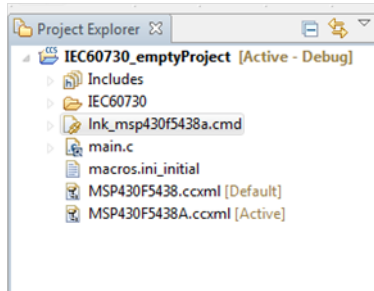 Project Explorer
IEC60730_emptyProject [Active - Debug]
Includes
IEC60730
lnk_msp430f5438a.cmd
main.c
macros.ini_initial
MSP430F5438.ccxml [Default]
MSP430F5438A.ccxml [Active]